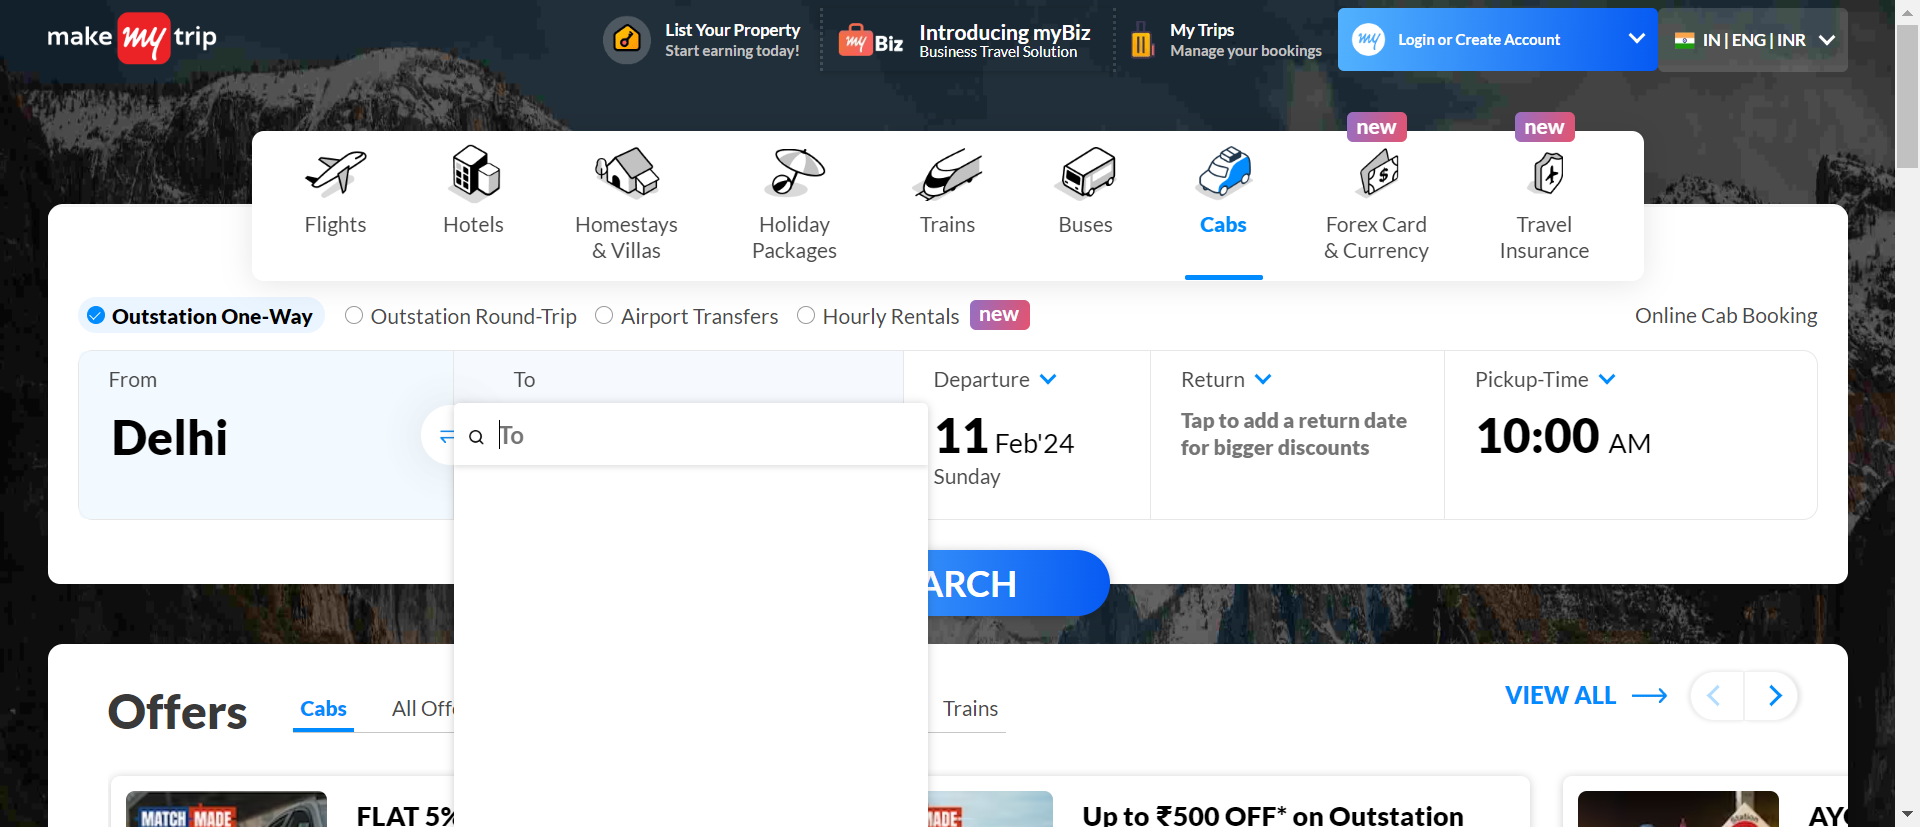 make my trip
List Your Property
Start earning today!
my Biz
Introducing myBiz
Business Travel Solution
My Trips
Manage your bookings
my
Login or Create Account
IN | ENG | INR
new
new
Flights
Hotels
Homestays
& Villas
Holiday
Packages
Trains
Buses
Cabs
Forex Card
& Currency
Travel
Insurance
Outstation One-Way
Outstation Round-Trip
Airport Transfers
Hourly Rentals
new
Online Cab Booking
From
To
Departure
Return
Pickup-Time
Delhi
To
11 Feb'24
Sunday
Tap to add a return date
for bigger discounts
10:00 AM
ARCH
Offers
Cabs
All Offe
Trains
VIEW ALL
MATCH MADE
FLAT 5%
MADE-
Up to ₹500 OFF* on Outstation
AYO